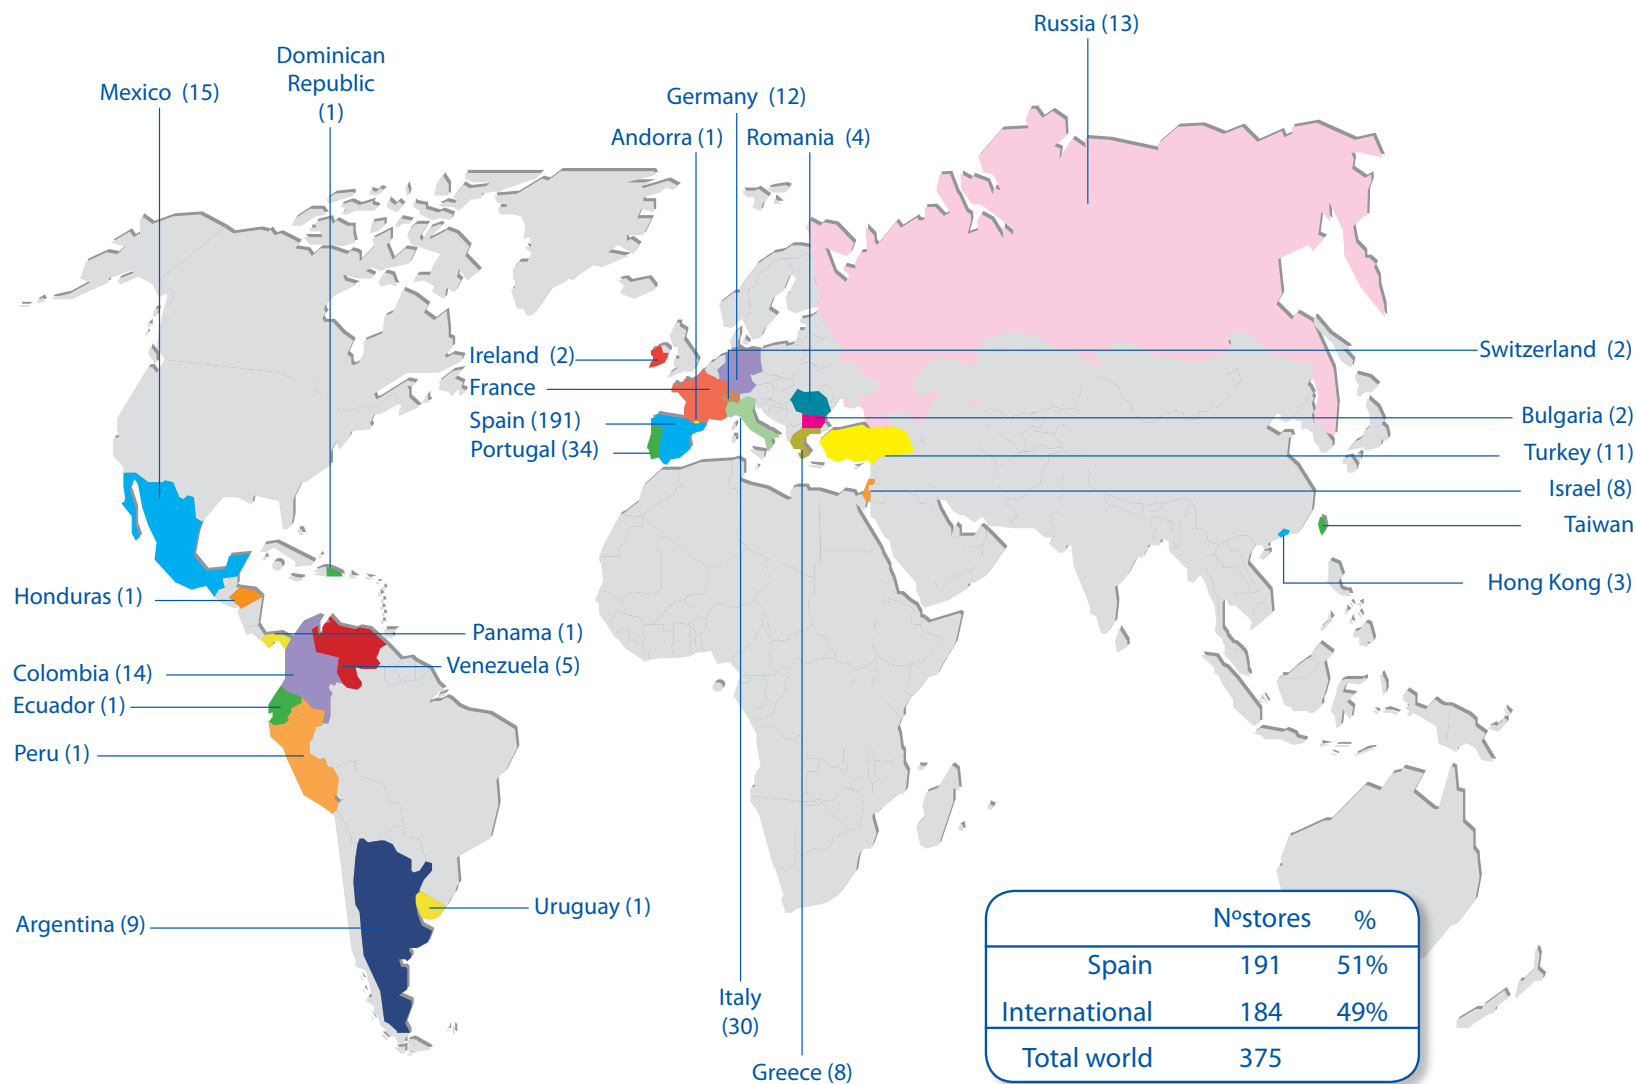 Russia (13)
Dominican
Republic
(1)
Mexico (15)
Germany (12)
Andorra (1)
Romania (4)
Ireland (2)
France
Spain (191)
Portugal (34)
Switzerland (2)
Bulgaria (2)
Turkey (11)
Israel (8)
Taiwan
Hong Kong (3)
Honduras (1)
Panama (1)
Venezuela (5)
Colombia (14)
Ecuador (1)
Peru (1)
Uruguay (1)
Argentina (9)
Italy
(30)
Greece (8)
Nºstores %
Spain 191 51%
International 184 49%
Total world 375